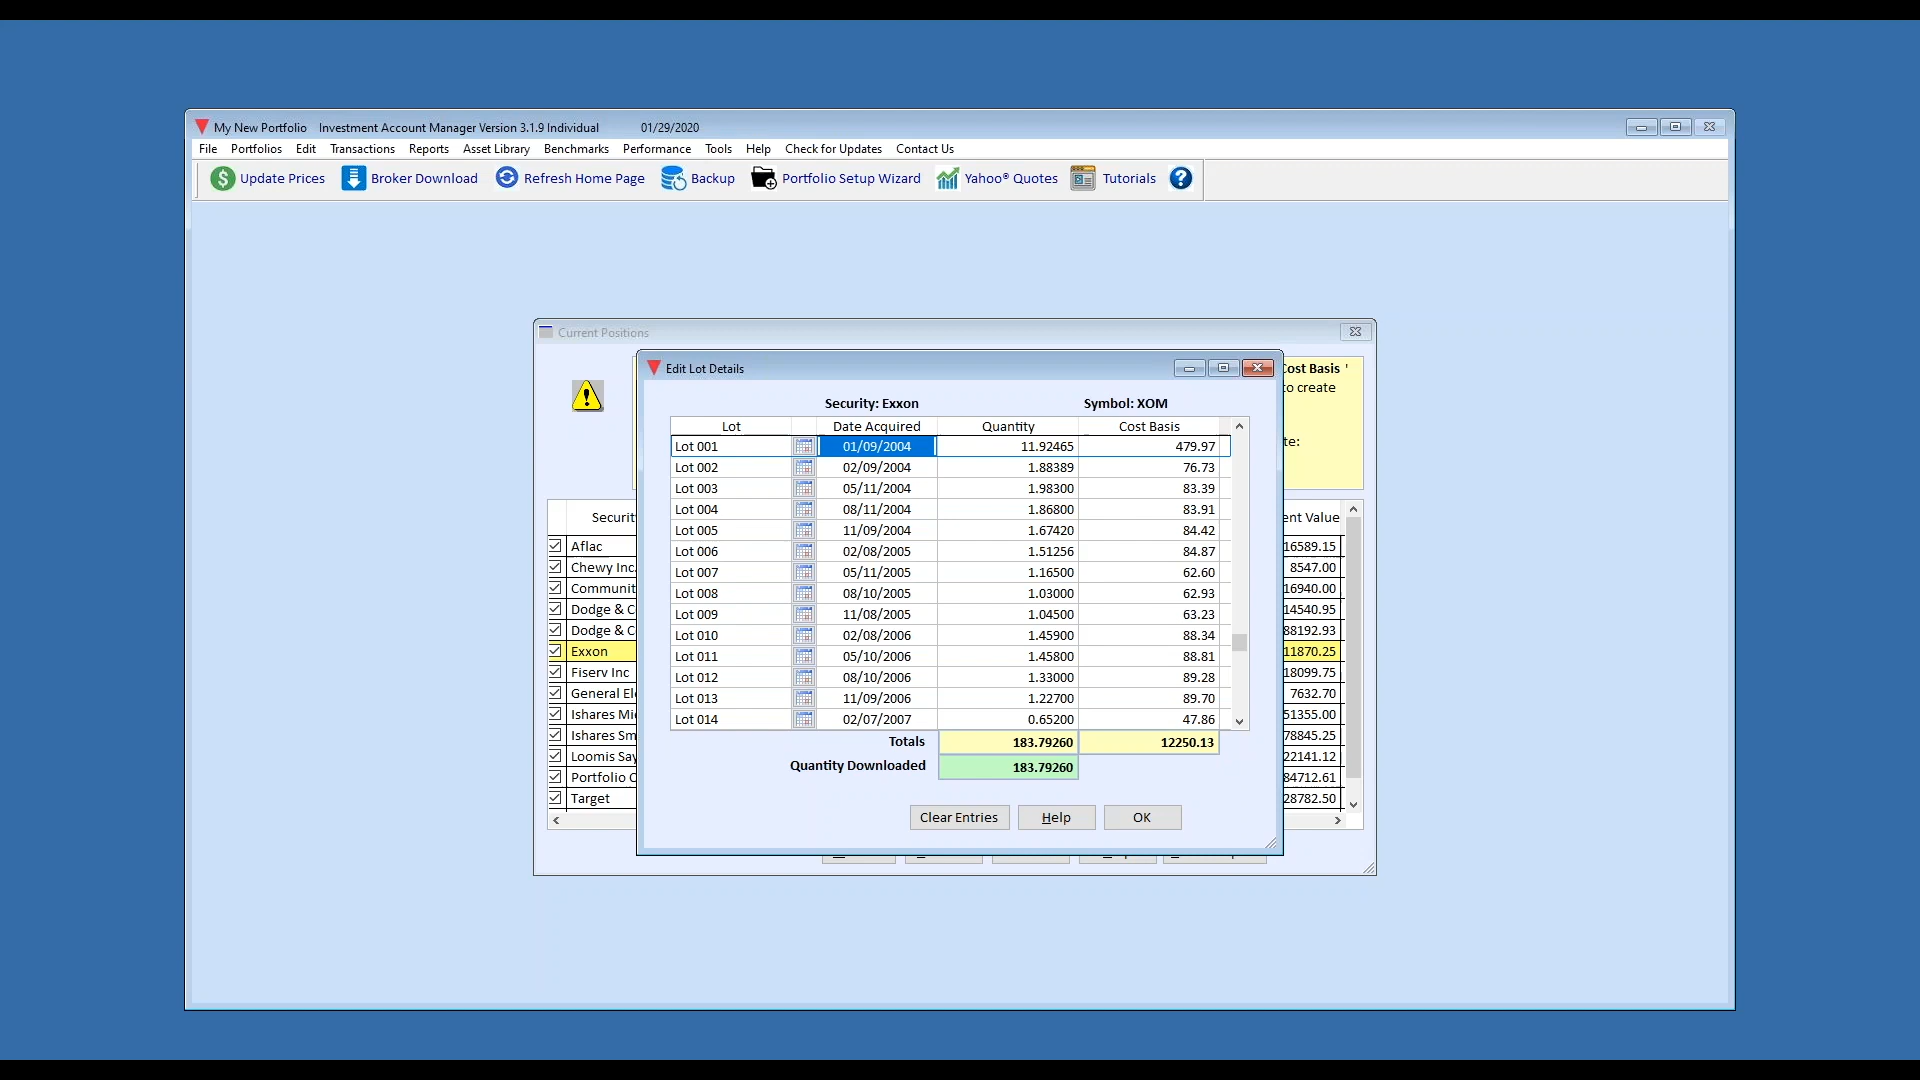 My New Portfolio Investment Account Manager Version 3.1.9 Individual 01/29/2020
File Portfolios Edit Transactions Reports Asset Library Benchmarks Performance Tools Help Check for Updates Contact Us
$ Update Prices Broker Download Refresh Home Page Backup Portfolio Setup Wizard Yahoo® Quotes Tutorials ?
Current Positions
Edit Lot Details
Cost Basis '
to create
te:
Security: Exxon Symbol: XOM
Lot Date Acquired Quantity Cost Basis
Lot 001 01/09/2004 11.92465 479.97
Lot 002 02/09/2004 1.88389 76.73
Lot 003 05/11/2004 1.98300 83.39
Lot 004 08/11/2004 1.86800 83.91
Lot 005 11/09/2004 1.67420 84.42
Lot 006 02/08/2005 1.51256 84.87
Lot 007 05/11/2005 1.16500 62.60
Lot 008 08/10/2005 1.03000 62.93
Lot 009 11/08/2005 1.04500 63.23
Lot 010 02/08/2006 1.45900 88.34
Lot 011 05/10/2006 1.45800 88.81
Lot 012 08/10/2006 1.33000 89.28
Lot 013 11/09/2006 1.22700 89.70
Lot 014 02/07/2007 0.65200 47.86
Totals 183.79260 12250.13
Quantity Downloaded 183.79260
Clear Entries Help OK
Securit ent Value
Aflac 16589.15
Chewy Inc. 8547.00
Communit 16940.00
Dodge & C 14540.95
Dodge & C 88192.93
Exxon 11870.25
Fiserv Inc 18099.75
General Ele 7632.70
Ishares Mi 51355.00
Ishares Sm 78845.25
Loomis Say 22141.12
Portfolio C 84712.61
Target 28782.50